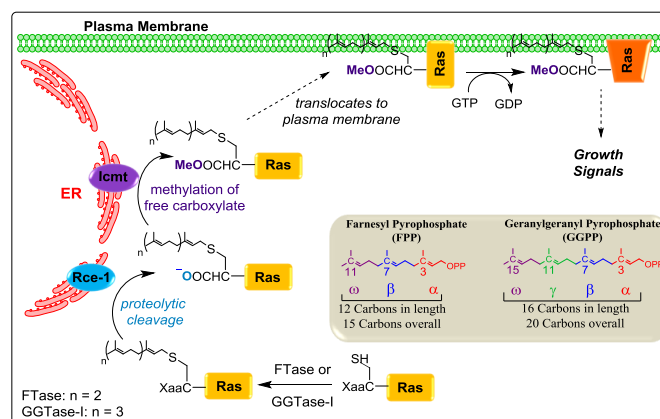 Plasma Membrane
n
S
MeOOCHC
Ras
GTP
GDP
n
S
MeOOCHC
Ras
translocates to
plasma membrane
Growth
Signals
n
S
MeOOCHC
Ras
Icmt
ER
methylation of
free carboxylate
n
S
⁻OOCHC
Ras
Rce-1
proteolytic
cleavage
n
S
XaaC
Ras
FTase or
GGTase-I
SH
XaaC
Ras
FTase: n = 2
GGTase-I: n = 3
Farnesyl Pyrophosphate
(FPP)
11
7
3
OPP
ω
β
α
12 Carbons in length
15 Carbons overall
Geranylgeranyl Pyrophosphate
(GGPP)
15
11
7
3
OPP
ω
γ
β
α
16 Carbons in length
20 Carbons overall